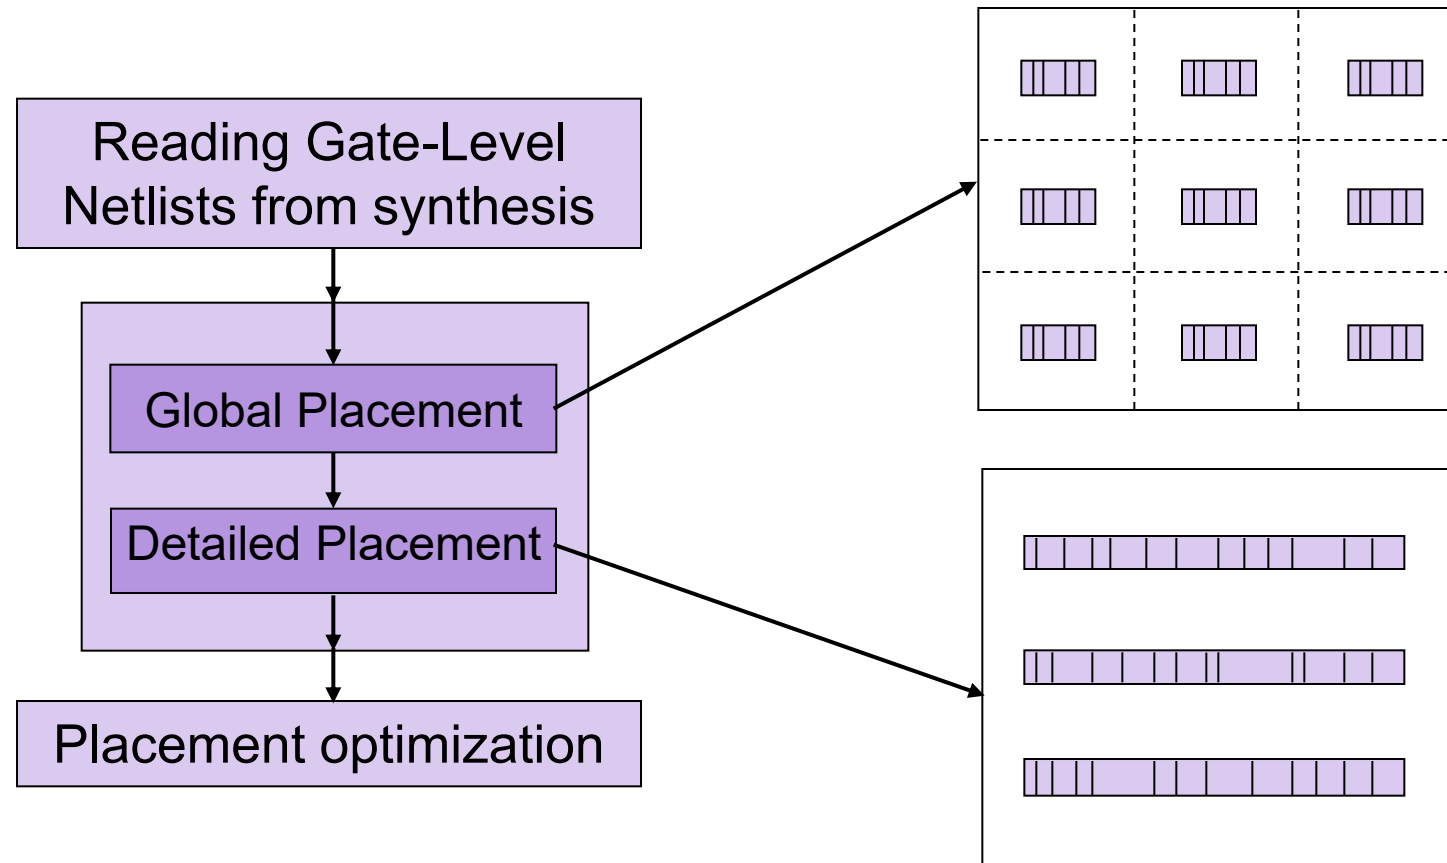 Reading Gate-Level
Netlists from synthesis
Global Placement
Detailed Placement
Placement optimization